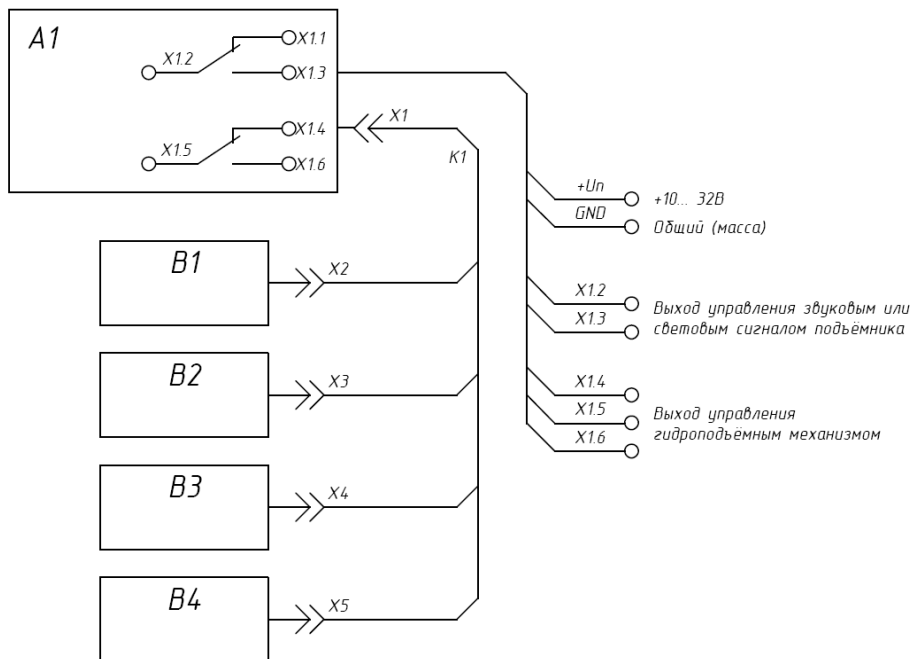 A1
X1.1
X1.2
X1.3
X1.4
X1.5
X1.6
X1
K1
+Uп
+10... 32В
GND
Общий (масса)
B1
X2
X1.2
X1.3
Выход управления звуковым или
световым сигналом подъёмника
B2
X3
X1.4
X1.5
X1.6
Выход управления
гидроподъёмным механизмом
B3
X4
B4
X5